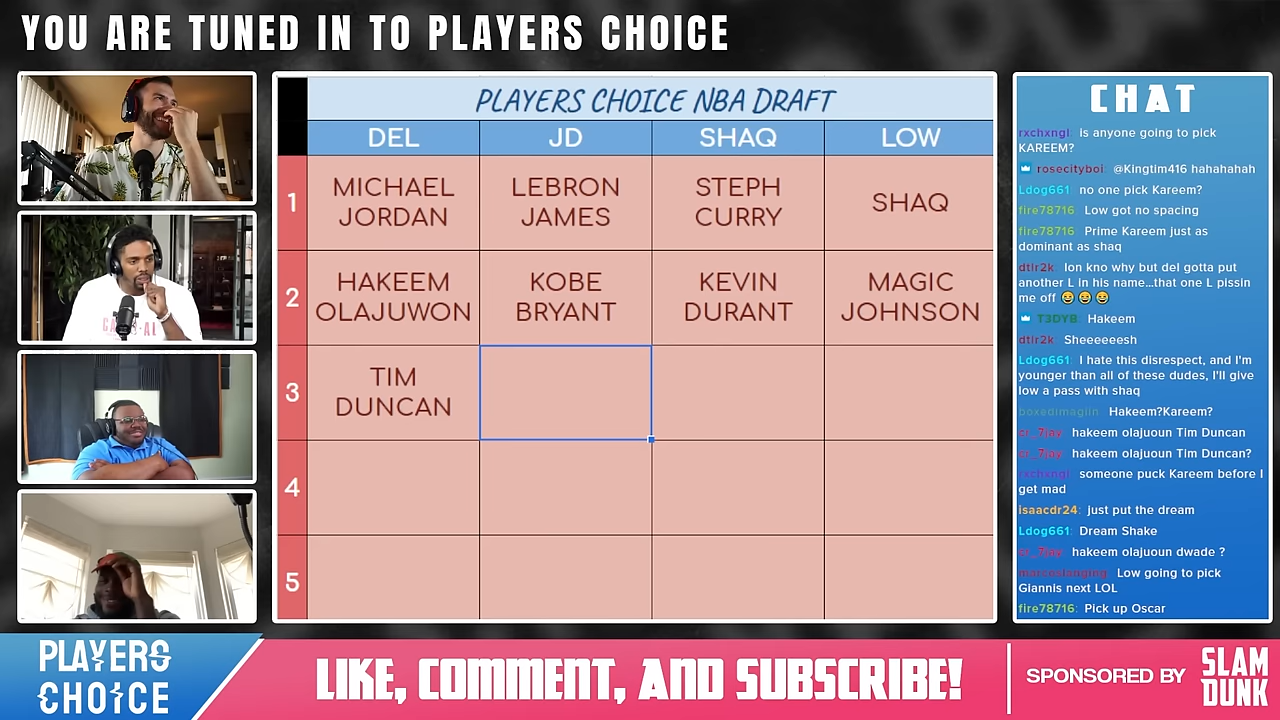 YOU ARE TUNED IN TO PLAYERS CHOICE
PLAYERS CHOICE NBA DRAFT
DEL JD SHAQ LOW
1
MICHAEL
JORDAN
LEBRON
JAMES
STEPH
CURRY
SHAQ
2
HAKEEM
OLAJUWON
KOBE
BRYANT
KEVIN
DURANT
MAGIC
JOHNSON
3
TIM
DUNCAN
4
5
CHAT
rxchxngl: is anyone going to pick
KAREEM?
rosecityboi: @Kingtim416 hahahahah
Ldog661: no one pick Kareem?
fire78716: Low got no spacing
fire78716: Prime Kareem just as
dominant as shaq
dtlr2k: Ion kno why but del gotta put
another L in his name...that one L pissin
me off 😂😂😂
T3DYB: Hakeem
dtlr2k: Sheeeeeesh
Ldog661: I hate this disrespect, and I'm
younger than all of these dudes, I'll give
low a pass with shaq
Hakeem?Kareem?
hakeem olajuoun Tim Duncan
hakeem olajuoun Tim Duncan?
rxchxngl: someone puck Kareem before I
get mad
isaacdr24: just put the dream
Ldog661: Dream Shake
hakeem olajuoun dwade ?
Low going to pick
Giannis next LOL
fire78716: Pick up Oscar
PLAYERS
CHOICE
LIKE, COMMENT, AND SUBSCRIBE!
SPONSORED BY
SLAM
DUNK